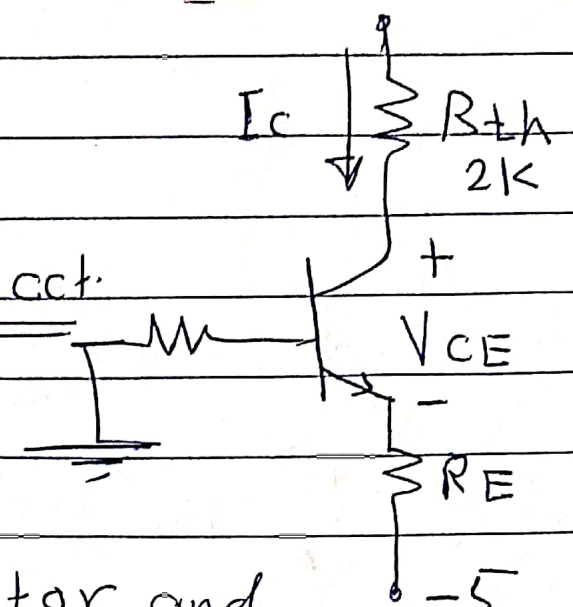 Ic
Rth
2K
+
cct.
VCE
-
RE
tor and
-5